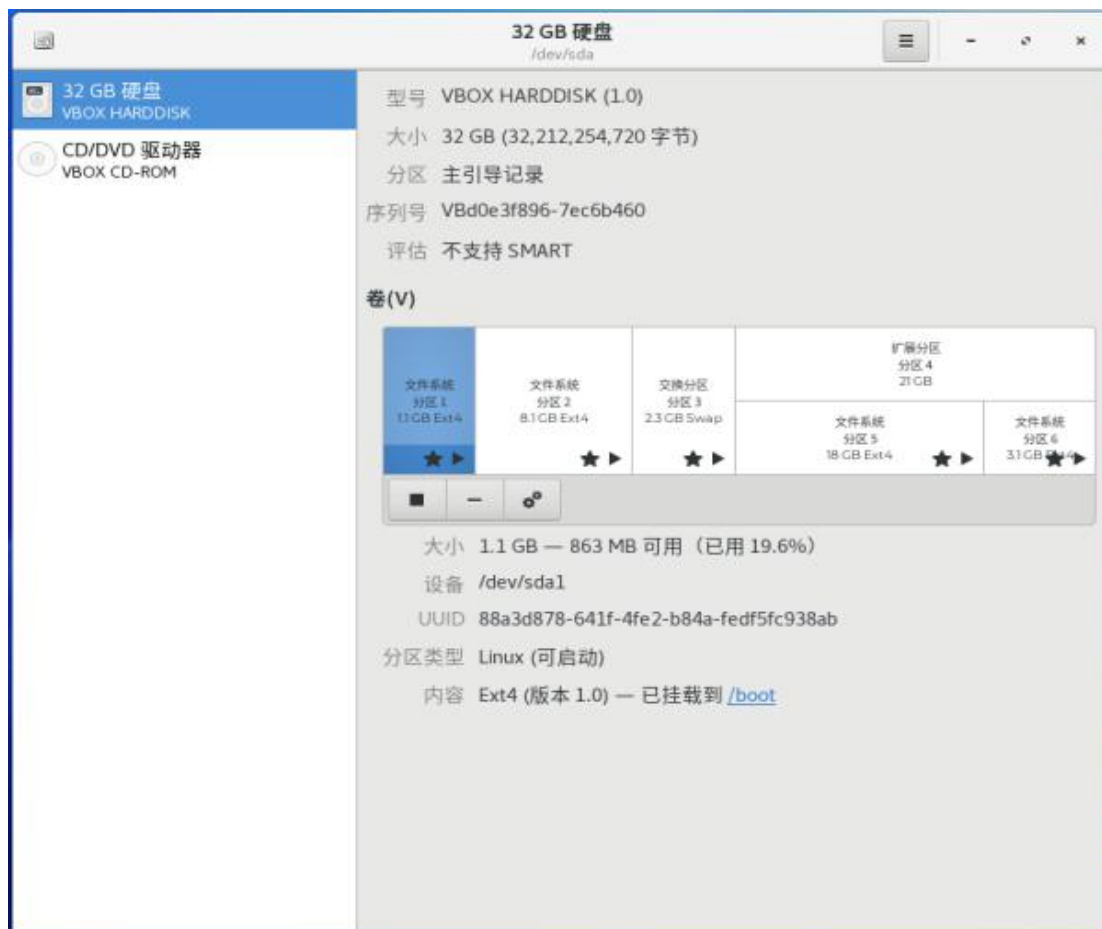 32 GB 硬盘
/dev/sda
32 GB 硬盘
VBOX HARDDISK
CD/DVD 驱动器
VBOX CD-ROM
型号 VBOX HARDDISK (1.0)
大小 32 GB (32,212,254,720 字节)
分区 主引导记录
序列号 VBd0e3f896-7ec6b460
评估 不支持 SMART
卷(V)
文件系统
分区 1
1.1 GB Ext4
文件系统
分区 2
8.1 GB Ext4
交换分区
分区 3
2.3 GB Swap
扩展分区
分区 4
21 GB
文件系统
分区 5
18 GB Ext4
文件系统
分区 6
3.1 GB Ext4
大小 1.1 GB — 863 MB 可用（已用 19.6%）
设备 /dev/sda1
UUID 88a3d878-641f-4fe2-b84a-fedf5fc938ab
分区类型 Linux (可启动)
内容 Ext4 (版本 1.0) — 已挂载到 /boot